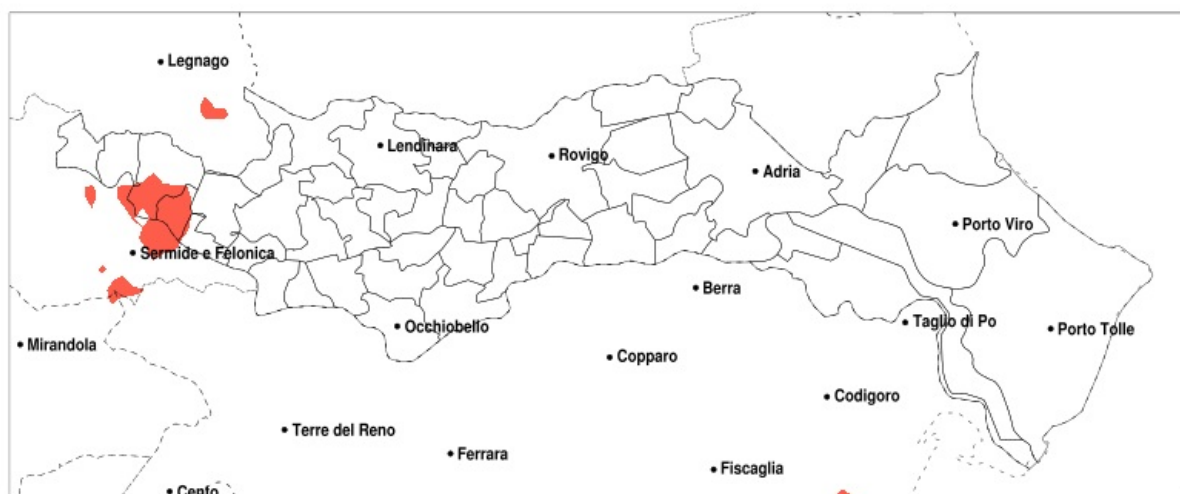 Legnago
Lendinara
Rovigo
Adria
Porto Viro
Sermide e Felonica
Berra
Taglio di Po
Porto Tolle
Occhiobello
Mirandola
Copparo
Codigoro
Terre del Reno
Ferrara
Fiscaglia
Cento